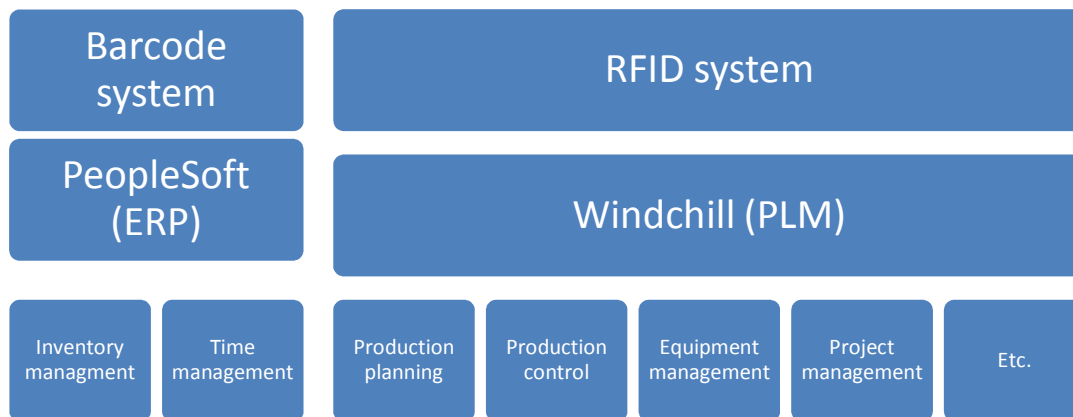 Barcode
system
RFID system
PeopleSoft
(ERP)
Windchill (PLM)
Inventory
managment
Time
management
Production
planning
Production
control
Equipment
management
Project
management
Etc.